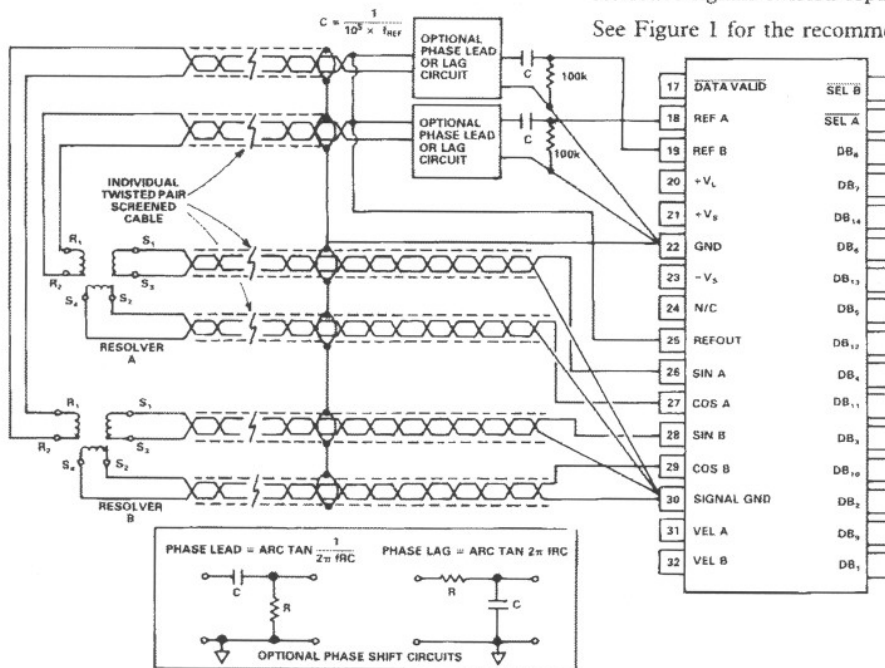 See Figure 1 for the recomme
C = 1 / 10⁵ × fREF
OPTIONAL
PHASE LEAD
OR LAG
CIRCUIT
C
100k
OPTIONAL
PHASE LEAD
OR LAG
CIRCUIT
C
100k
INDIVIDUAL
TWISTED PAIR
SCREENED
CABLE
R₁
R₂
S₁
S₃
S₄
S₂
RESOLVER
A
R₁
R₂
S₁
S₃
S₄
S₂
RESOLVER
B
17 DATA VALID SEL B
18 REF A SEL A
19 REF B DB₈
20 +VL DB₇
21 +VS DB₁₄
22 GND DB₆
23 −VS DB₁₃
24 N/C DB₅
25 REFOUT DB₁₂
26 SIN A DB₄
27 COS A DB₁₁
28 SIN B DB₃
29 COS B DB₁₀
30 SIGNAL GND DB₂
31 VEL A DB₉
32 VEL B DB₁
PHASE LEAD = ARC TAN 1 / 2π fRC
PHASE LAG = ARC TAN 2π fRC
C
R
R
C
OPTIONAL PHASE SHIFT CIRCUITS